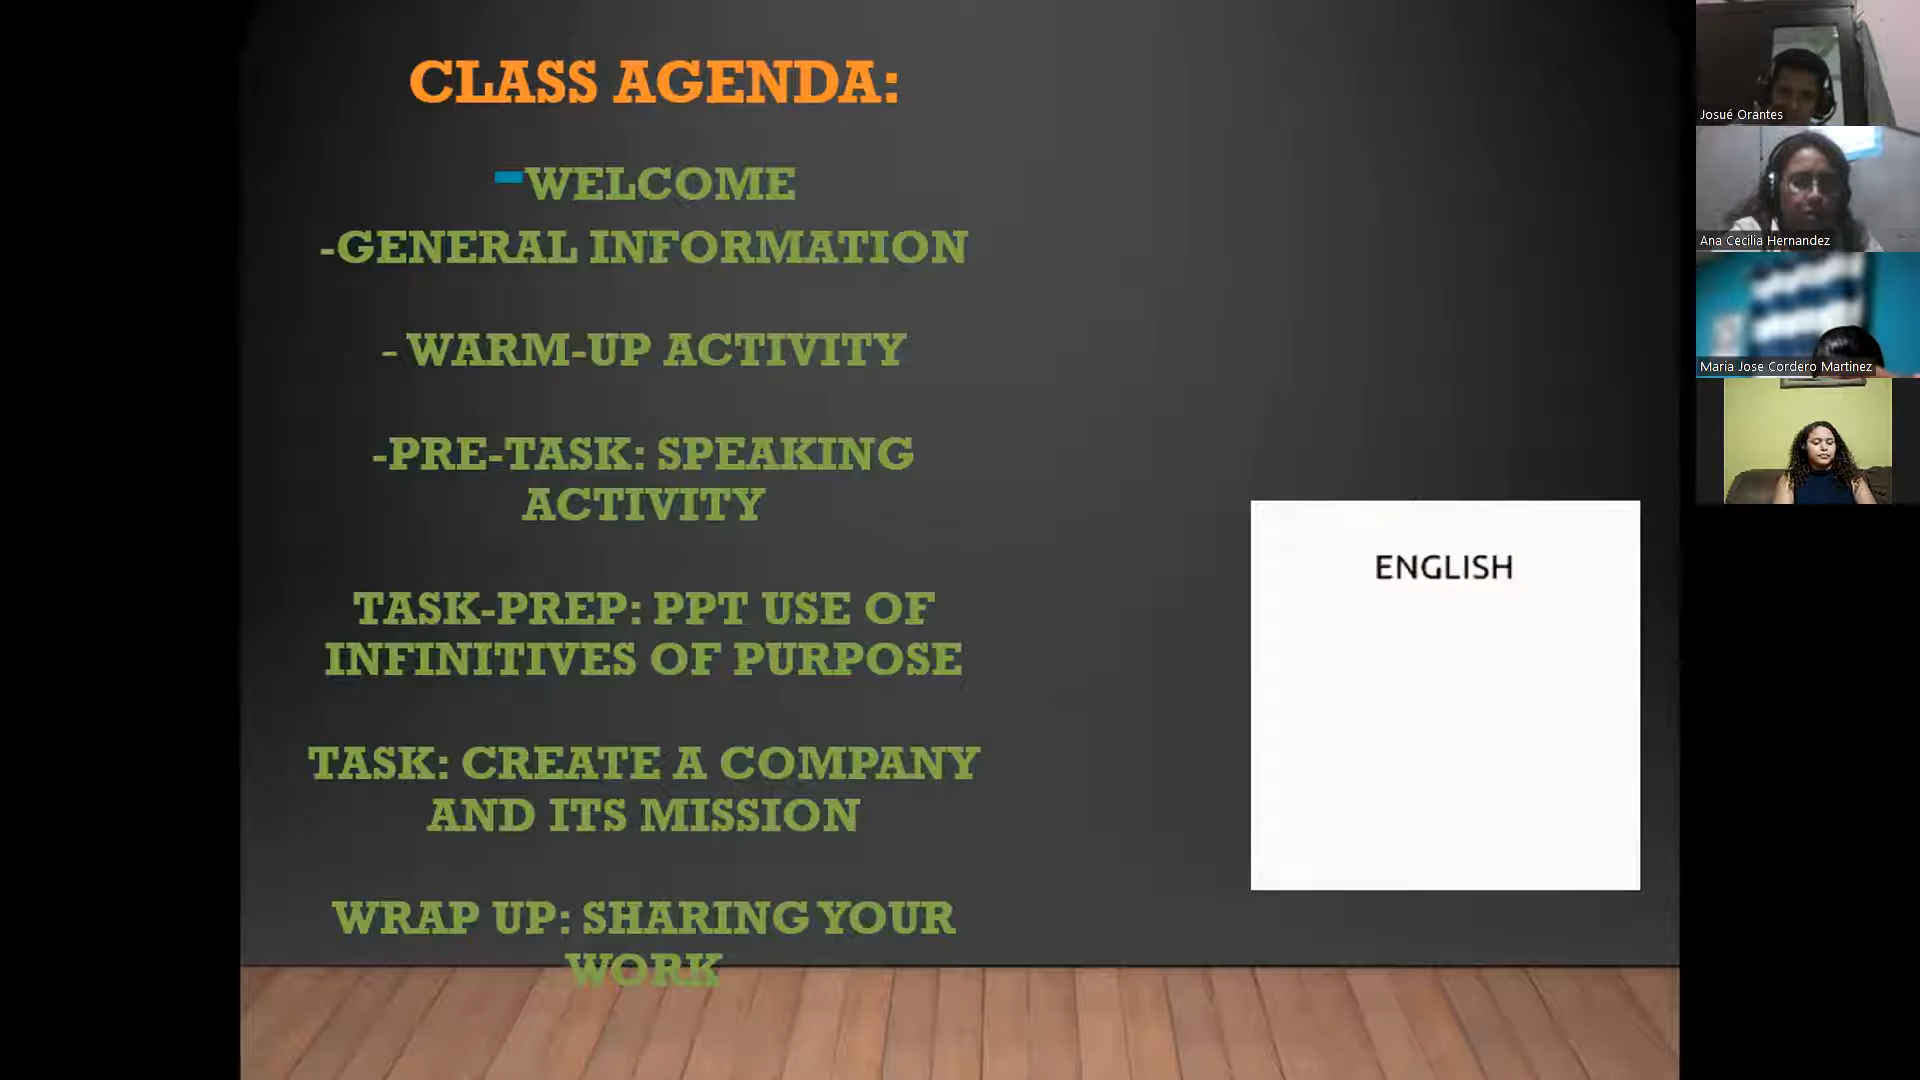 CLASS AGENDA:
-WELCOME
-GENERAL INFORMATION
- WARM-UP ACTIVITY
-PRE-TASK: SPEAKING
ACTIVITY
TASK-PREP: PPT USE OF
INFINITIVES OF PURPOSE
TASK: CREATE A COMPANY
AND ITS MISSION
WRAP UP: SHARING YOUR
WORK
ENGLISH
Josué Orantes
Ana Cecilia Hernandez
Maria Jose Cordero Martinez